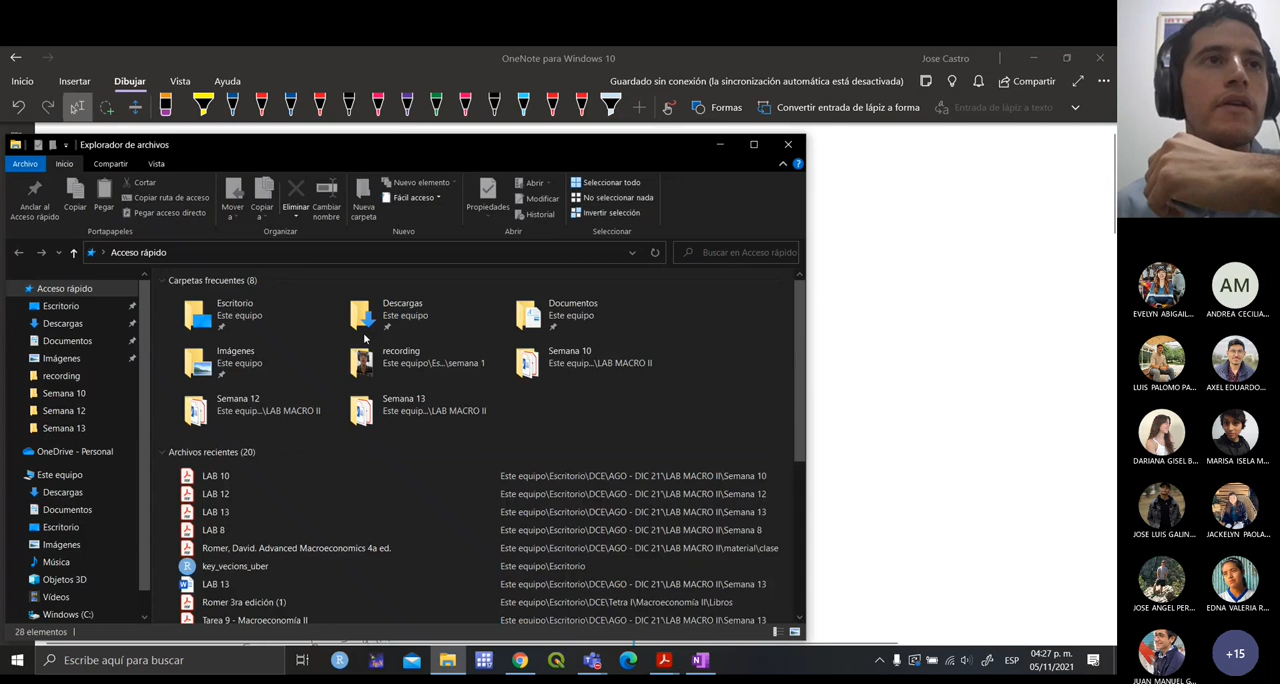 OneNote para Windows 10
Jose Castro
Inicio Insertar Dibujar Vista Ayuda
Guardado sin conexión (la sincronización automática está desactivada)
Compartir
Formas
Convertir entrada de lápiz a forma
Entrada de lápiz a texto
Explorador de archivos
Archivo Inicio Compartir Vista
Anclar al
Acceso rápido
Copiar
Pegar
Cortar
Copiar ruta de acceso
Pegar acceso directo
Portapapeles
Mover
a
Copiar
a
Eliminar
Cambiar
nombre
Organizar
Nueva
carpeta
Nuevo elemento
Fácil acceso
Nuevo
Propiedades
Abrir
Modificar
Historial
Abrir
Seleccionar todo
No seleccionar nada
Invertir selección
Seleccionar
Acceso rápido
Buscar en Acceso rápido
Acceso rápido
Escritorio
Descargas
Documentos
Imágenes
recording
Semana 10
Semana 12
Semana 13
OneDrive - Personal
Este equipo
Descargas
Documentos
Escritorio
Imágenes
Música
Objetos 3D
Vídeos
Windows (C:)
Carpetas frecuentes (8)
Escritorio
Este equipo
Descargas
Este equipo
Documentos
Este equipo
Imágenes
Este equipo
recording
Este equipo\Es...\semana 1
Semana 10
Este equip...\LAB MACRO II
Semana 12
Este equip...\LAB MACRO II
Semana 13
Este equip...\LAB MACRO II
Archivos recientes (20)
LAB 10 Este equipo\Escritorio\DCE\AGO - DIC 21'\LAB MACRO II\Semana 10
LAB 12 Este equipo\Escritorio\DCE\AGO - DIC 21'\LAB MACRO II\Semana 12
LAB 13 Este equipo\Escritorio\DCE\AGO - DIC 21'\LAB MACRO II\Semana 13
LAB 8 Este equipo\Escritorio\DCE\AGO - DIC 21'\LAB MACRO II\Semana 8
Romer, David. Advanced Macroeconomics 4a ed. Este equipo\Escritorio\DCE\AGO - DIC 21'\LAB MACRO II\material\clase
key_vecions_uber Este equipo\Escritorio
LAB 13 Este equipo\Escritorio\DCE\AGO - DIC 21'\LAB MACRO II\Semana 13
Romer 3ra edición (1) Este equipo\Escritorio\DCE\Tetra I\Macroeconomía II\Libros
Tarea 9 - Macroeconomía II Este equipo\Escritorio\DCE\AGO - DIC 21'\LAB MACRO II
28 elementos
Escribe aquí para buscar
ESP
04:27 p. m.
05/11/2021
EVELYN ABIGAIL...
AM
ANDREA CECILIA...
LUIS PALOMO PA...
AXEL EDUARDO...
DARIANA GISEL B...
MARISA ISELA M...
JOSE LUIS GALIN...
JACKELYN PAOLA...
JOSE ANGEL PER...
EDNA VALERIA R...
JUAN MANUEL G...
+15